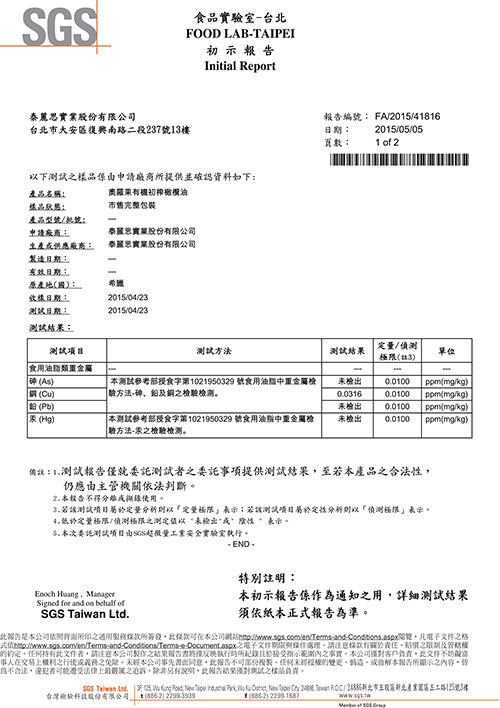 SGS
食品實驗室-台北
FOOD LAB-TAIPEI
初示報告
Initial Report
泰麗思實業股份有限公司
台北市大安區復興南路二段237號13樓
報告編號： FA/2015/41816
日期： 2015/05/05
頁數： 1 of 2
以下測試之樣品係由申請廠商所提供並確認資料如下：
產品名稱： 奧羅果有機初榨橄欖油
樣品狀態： 市售完整包裝
產品型號/批號： —
申請廠商： 泰麗思實業股份有限公司
生產或供應廠商： 泰麗思實業股份有限公司
製造日期： —
有效日期： —
原產地(國)： 希臘
收樣日期： 2015/04/23
測試日期： 2015/04/23
測試結果：
測試項目 測試方法 測試結果 定量/偵測極限(註3) 單位
食用油脂類重金屬 --- --- --- ---
砷 (As) 本測試參考部授食字第1021950329 號食用油脂中重金屬檢驗方法-砷、鉛及銅之檢驗檢測。 未檢出 0.0100 ppm(mg/kg)
銅 (Cu) 0.0316 0.0100 ppm(mg/kg)
鉛 (Pb) 未檢出 0.0100 ppm(mg/kg)
汞 (Hg) 本測試參考部授食字第1021950329 號食用油脂中重金屬檢驗方法-汞之檢驗檢測。 未檢出 0.0100 ppm(mg/kg)
備註：1.測試報告僅就委託測試者之委託事項提供測試結果，至若本產品之合法性，
仍應由主管機關依法判斷。
2.本報告不得分離或擷錄使用。
3.若該測試項目屬於定量分析則以「定量極限」表示；若該測試項目屬於定性分析則以「偵測極限」表示。
4.低於定量極限/偵測極限之測定值以 "未檢出"或" 陰性 " 表示。
5.本次委託測試項目由SGS超微量工業安全實驗室執行。
- END -
Enoch Huang , Manager
Signed for and on behalf of
SGS Taiwan Ltd.
特別註明：
本初示報告係作為通知之用，詳細測試結果
須依紙本正式報告為準。
此報告是本公司依照背面所印之通用服務條款所簽發，此條款可在本公司網站http://www.sgs.com/en/Terms-and-Conditions.aspx閱覽，凡電子文件之格
式依http://www.sgs.com/en/Terms-and-Conditions/Terms-e-Document.aspx之電子文件期限與條件處理。請注意條款有關於責任、賠償之限制及管轄權
的約定。任何持有此文件者，請注意本公司製作之結果報告書將僅反映執行時所紀錄且於接受指示範圍內之事實。本公司僅對客戶負責，此文件不妨礙當
事人在交易上權利之行使或義務之免除。未經本公司事先書面同意，此報告不可部份複製。任何未經授權的變更、偽造、或曲解本報告所顯示之內容，皆
為不合法，違犯者可能遭受法律上最嚴厲之追訴。除非另有說明，此報告結果僅對測試之樣品負責。
SGS Taiwan Ltd.
台灣檢驗科技股份有限公司
3F, 125, Wu Kung Road, New Taipei Industrial Park, Wu Ku District, New Taipei City, 24886, Taiwan R.O.C./ 24886新北市五股區新北產業園區五工路125號3樓
t (886-2) 2299-3939 f (886-2) 2299-1687 www.sgs.tw
Member of SGS Group